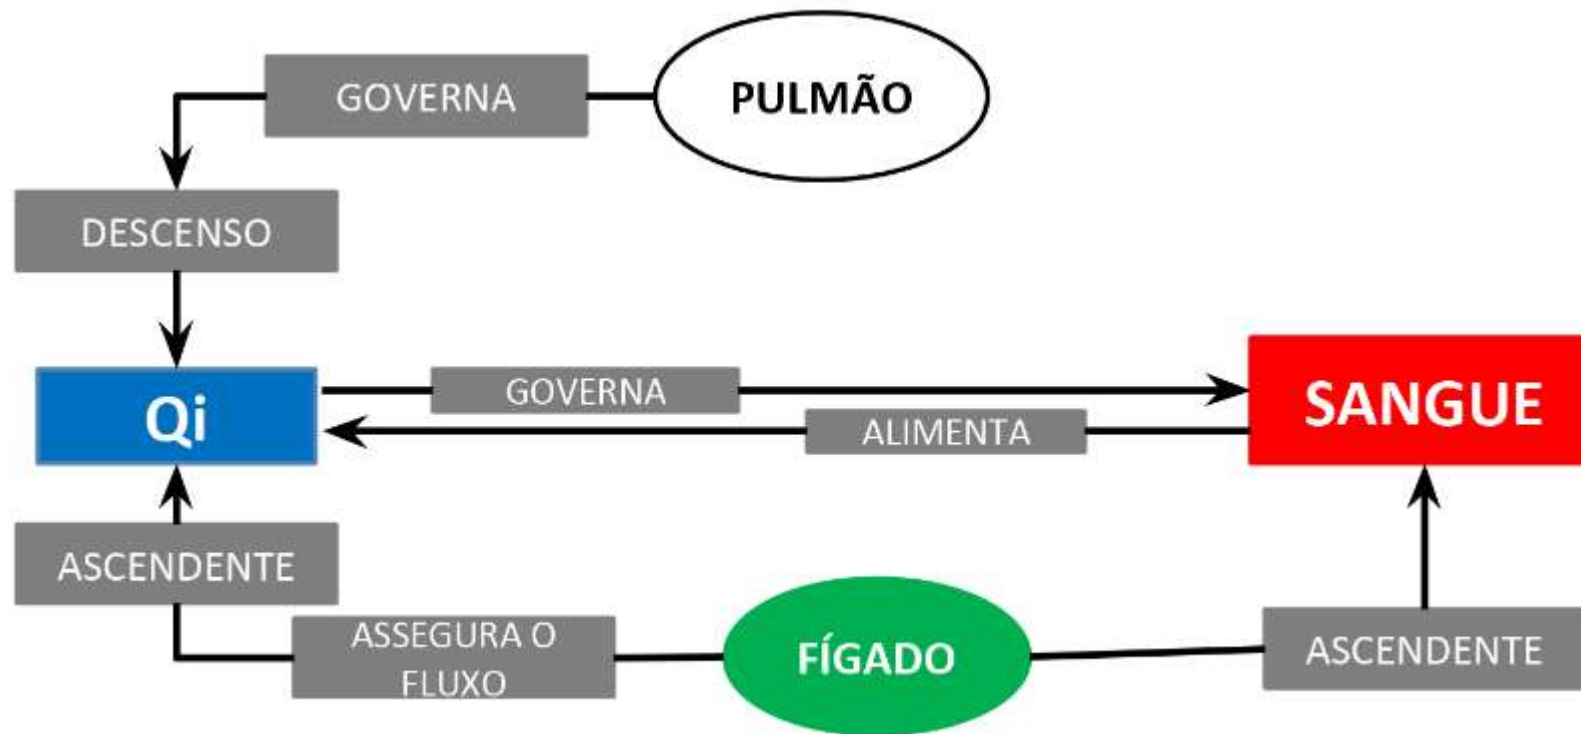 GOVERNA
PULMÃO
DESCENSO
Qi
GOVERNA
SANGUE
ALIMENTA
ASCENDENTE
ASSEGURA O
FLUXO
FÍGADO
ASCENDENTE